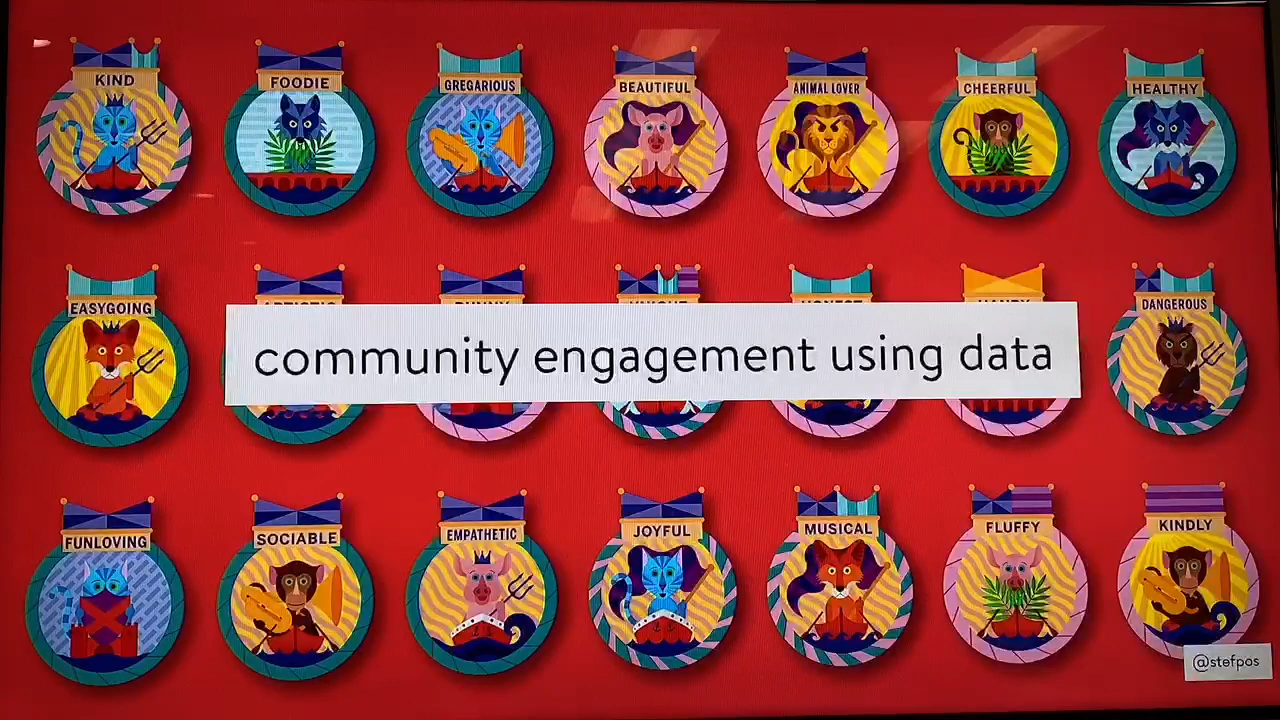 KIND
FOODIE
GREGARIOUS
BEAUTIFUL
ANIMAL LOVER
CHEERFUL
HEALTHY
EASYGOING
DANGEROUS
community engagement using data
FUNLOVING
SOCIABLE
EMPATHETIC
JOYFUL
MUSICAL
FLUFFY
KINDLY
@stefpos